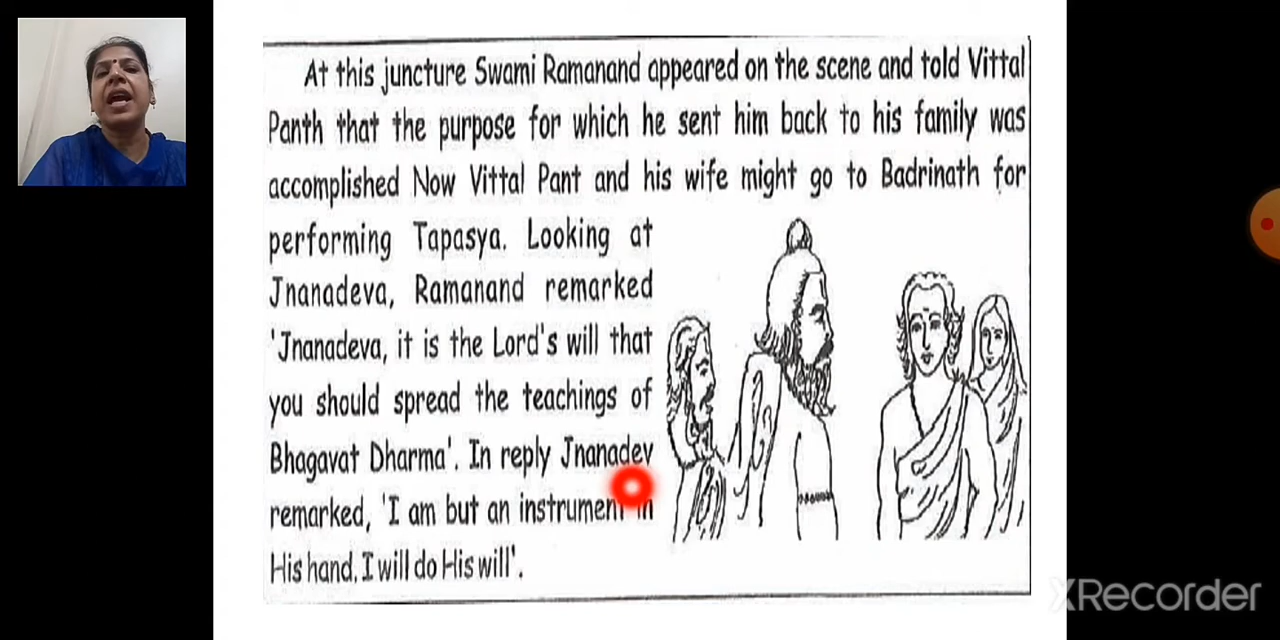 At this juncture Swami Ramanand appeared on the scene and told Vittal
Panth that the purpose for which he sent him back to his family was
accomplished Now Vittal Pant and his wife might go to Badrinath for
performing Tapasya. Looking at
Jnanadeva, Ramanand remarked
'Jnanadeva, it is the Lord's will that
you should spread the teachings of
Bhagavat Dharma'. In reply Jnanadev
remarked, 'I am but an instrument in
His hand. I will do His will'.
XRecorder